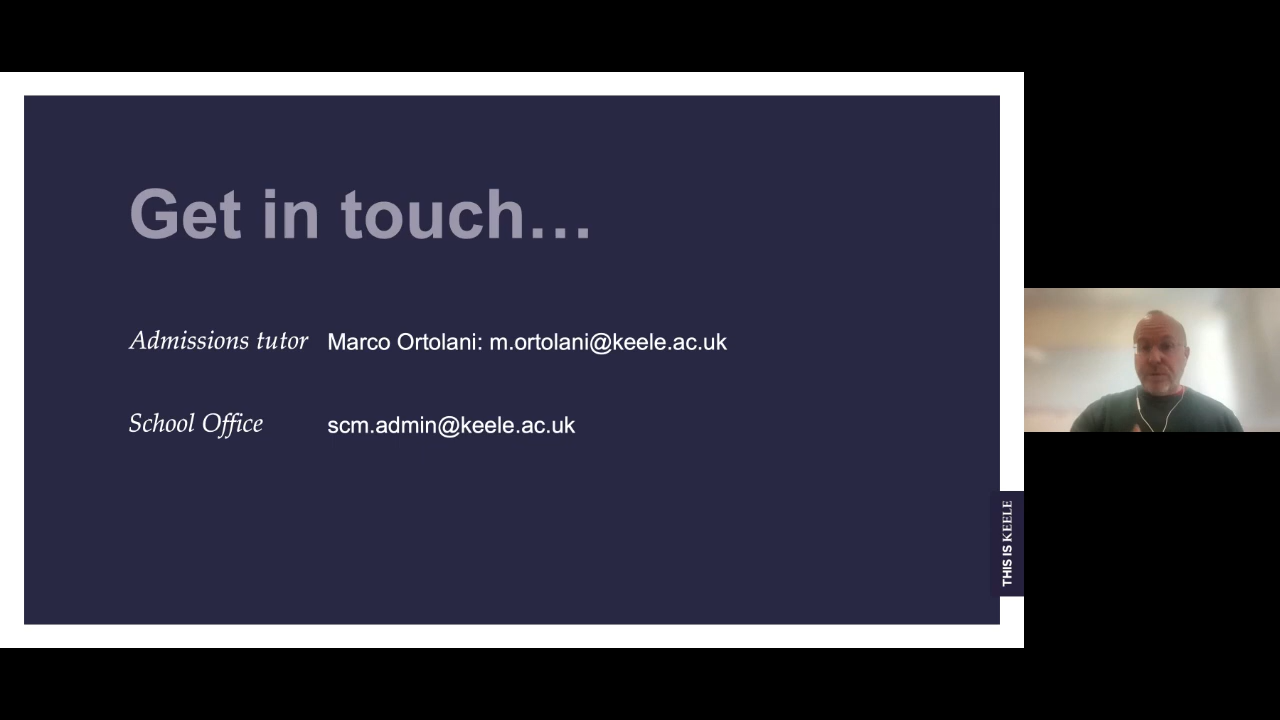 Get in touch…
Admissions tutor Marco Ortolani: m.ortolani@keele.ac.uk
School Office scm.admin@keele.ac.uk
THIS IS KEELE